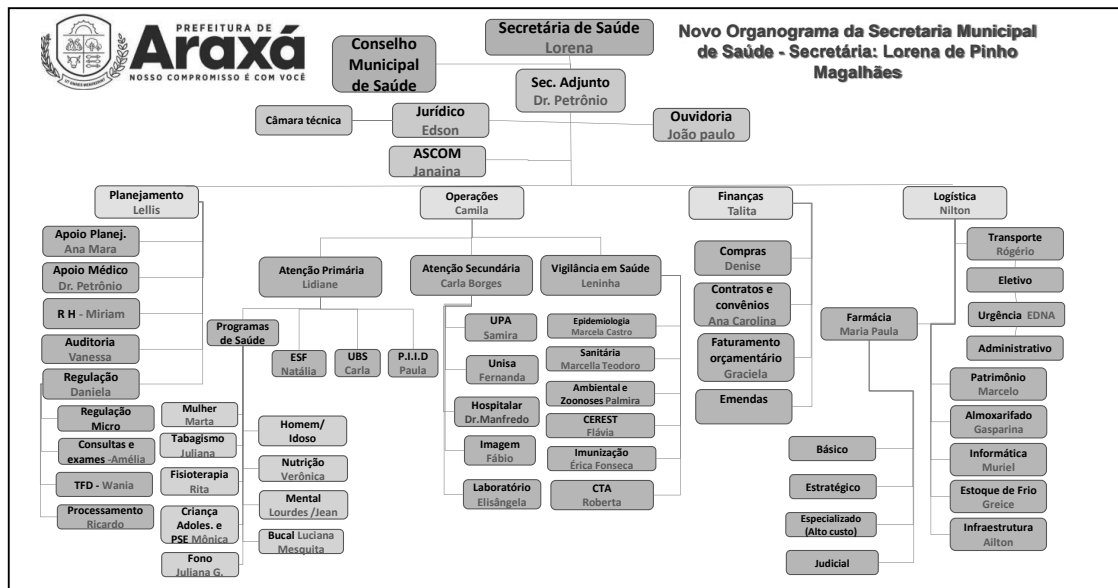 PREFEITURA DE
Araxá
NOSSO COMPROMISSO É COM VOCÊ
Conselho
Municipal
de Saúde
Secretária de Saúde
Lorena
Novo Organograma da Secretaria Municipal
de Saúde - Secretária: Lorena de Pinho
Magalhães
Sec. Adjunto
Dr. Petrônio
Câmara técnica
Jurídico
Edson
Ouvidoria
João paulo
ASCOM
Janaina
Planejamento
Lellis
Operações
Camila
Finanças
Talita
Logística
Nilton
Apoio Planej.
Ana Mara
Apoio Médico
Dr. Petrônio
R H - Miriam
Auditoria
Vanessa
Regulação
Daniela
Regulação
Micro
Consultas e
exames -Amélia
TFD - Wania
Processamento
Ricardo
Atenção Primária
Lidiane
Programas
de Saúde
ESF
Natália
UBS
Carla
P.I.I.D
Paula
Mulher
Marta
Tabagismo
Juliana
Fisioterapia
Rita
Criança
Adoles. e
PSE Mônica
Fono
Juliana G.
Homem/
Idoso
Nutrição
Verônica
Mental
Lourdes /Jean
Bucal Luciana
Mesquita
Atenção Secundária
Carla Borges
UPA
Samira
Unisa
Fernanda
Hospitalar
Dr.Manfredo
Imagem
Fábio
Laboratório
Elisângela
Vigilância em Saúde
Leninha
Epidemiologia
Marcela Castro
Sanitária
Marcella Teodoro
Ambiental e
Zoonoses Palmira
CEREST
Flávia
Imunização
Érica Fonseca
CTA
Roberta
Compras
Denise
Contratos e
convênios
Ana Carolina
Faturamento
orçamentário
Graciela
Emendas
Farmácia
Maria Paula
Básico
Estratégico
Especializado
(Alto custo)
Judicial
Transporte
Rógério
Eletivo
Urgência EDNA
Administrativo
Patrimônio
Marcelo
Almoxarifado
Gasparina
Informática
Muriel
Estoque de Frio
Greice
Infraestrutura
Ailton